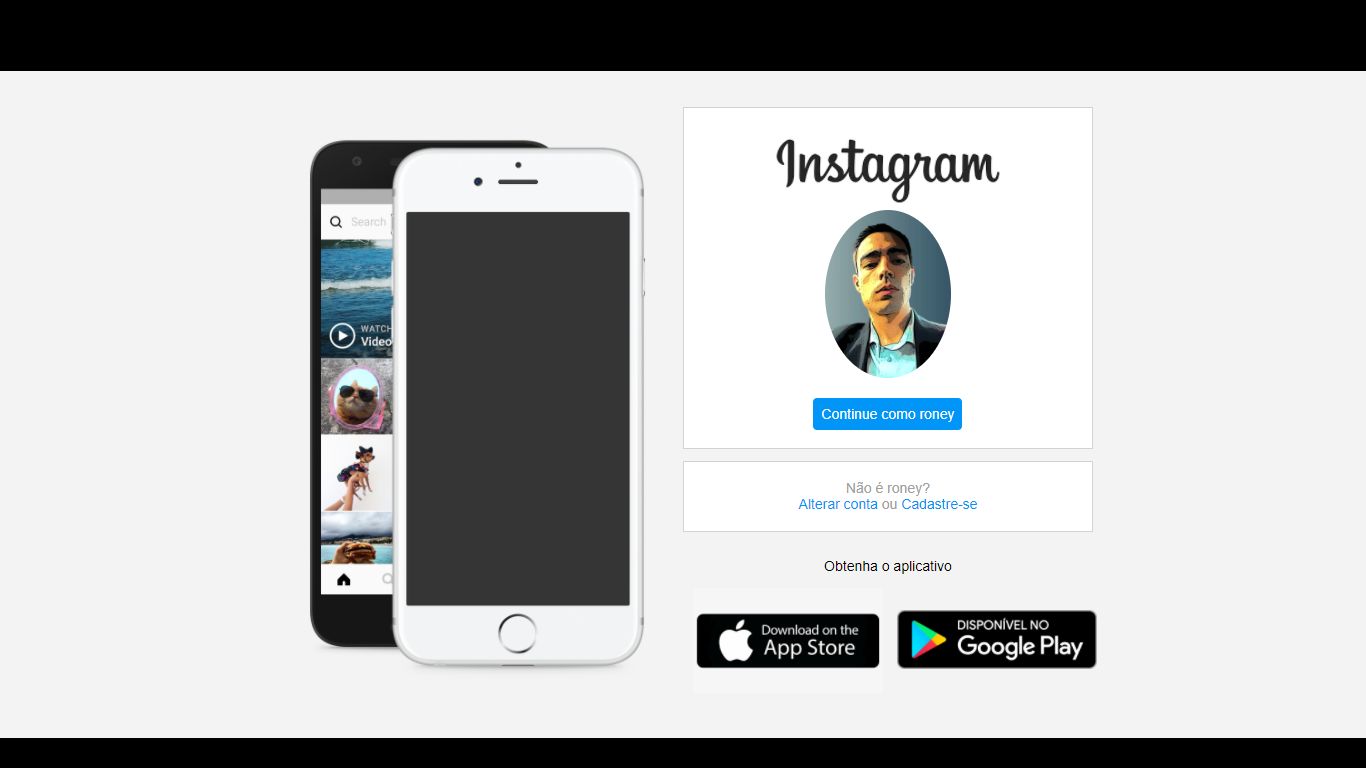 Search
WATCH
Video
Instagram
Continue como roney
Não é roney?
Alterar conta ou Cadastre-se
Obtenha o aplicativo
Download on the
App Store
DISPONÍVEL NO
Google Play